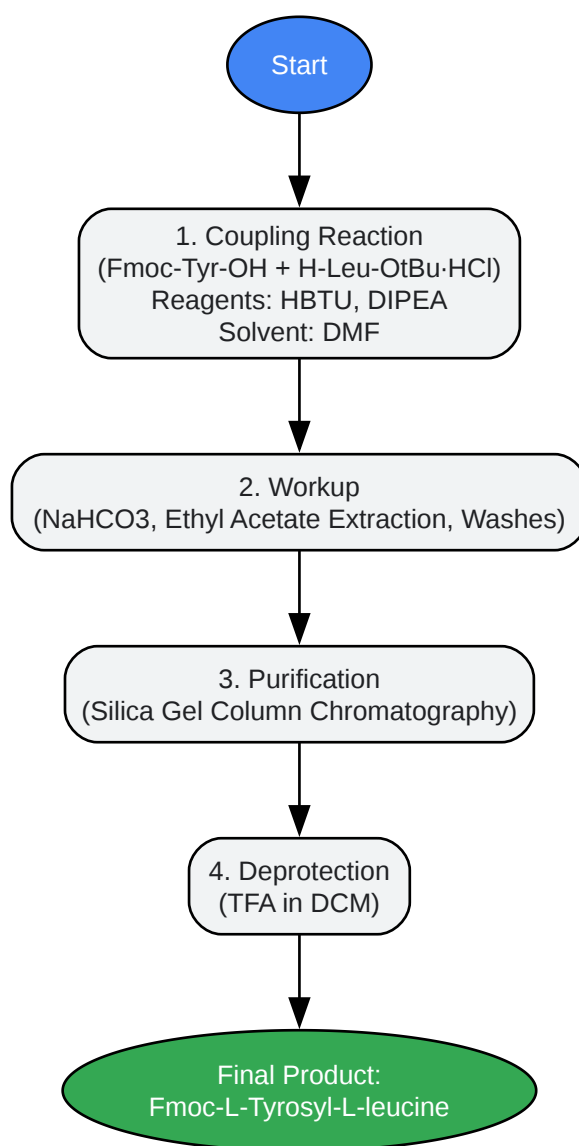 Start
1. Coupling Reaction
(Fmoc-Tyr-OH + H-Leu-OtBu·HCl)
Reagents: HBTU, DIPEA
Solvent: DMF
2. Workup
(NaHCO3, Ethyl Acetate Extraction, Washes)
3. Purification
(Silica Gel Column Chromatography)
4. Deprotection
(TFA in DCM)
Final Product:
Fmoc-L-Tyrosyl-L-leucine